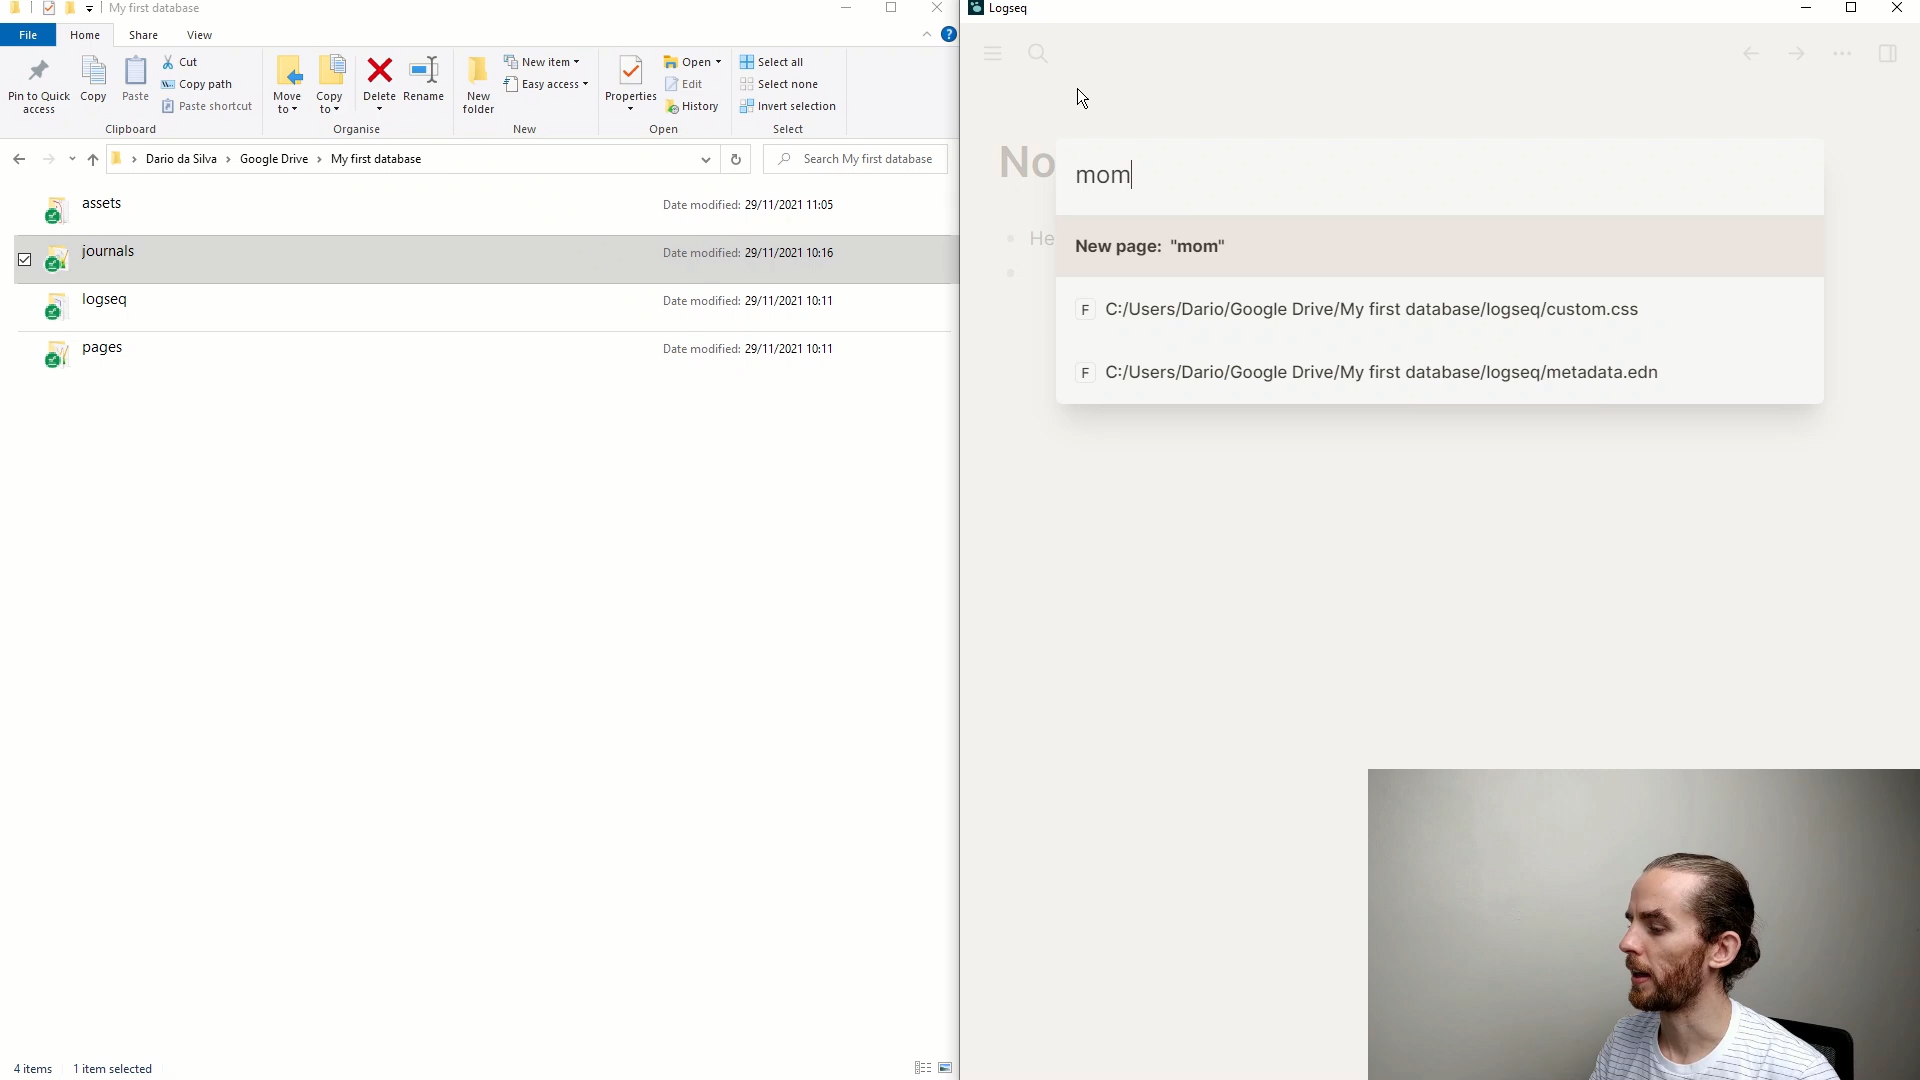 My first database
File Home Share View
Pin to Quick access
Copy
Paste
Cut
Copy path
Paste shortcut
Clipboard
Move to
Copy to
Delete
Rename
Organise
New folder
New item
Easy access
New
Properties
Open
Edit
History
Open
Select all
Select none
Invert selection
Select
Dario da Silva › Google Drive › My first database
Search My first database
assets Date modified: 29/11/2021 11:05
journals Date modified: 29/11/2021 10:16
logseq Date modified: 29/11/2021 10:11
pages Date modified: 29/11/2021 10:11
4 items 1 item selected
Logseq
No
mom
He
New page: "mom"
F C:/Users/Dario/Google Drive/My first database/logseq/custom.css
F C:/Users/Dario/Google Drive/My first database/logseq/metadata.edn